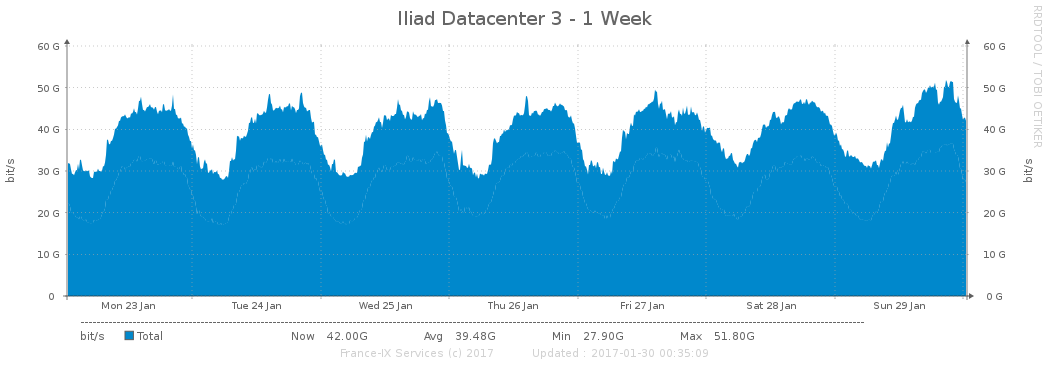 Iliad Datacenter 3 - 1 Week
RRDTOOL / TOBI OETIKER
bit/s
60 G
50 G
40 G
30 G
20 G
10 G
0
60 G
50 G
40 G
30 G
20 G
10 G
0 G
bit/s
Mon 23 Jan Tue 24 Jan Wed 25 Jan Thu 26 Jan Fri 27 Jan Sat 28 Jan Sun 29 Jan
bit/s Total Now 42.00G Avg 39.48G Min 27.90G Max 51.80G
France-IX Services (c) 2017 Updated : 2017-01-30 00:35:09